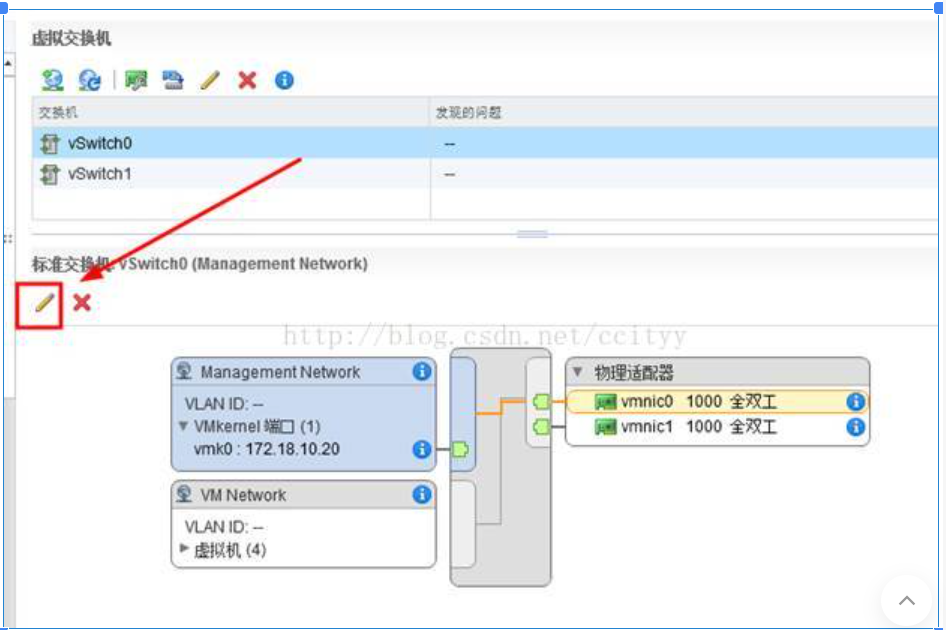 虚拟交换机
交换机 发现的问题
vSwitch0 --
vSwitch1 --
标准交换机: vSwitch0 (Management Network)
http://blog.csdn.net/ccityy
Management Network 物理适配器
VLAN ID: -- vmnic0 1000 全双工
VMkernel 端口 (1) vmnic1 1000 全双工
vmk0 : 172.18.10.20
VM Network
VLAN ID: --
虚拟机 (4)